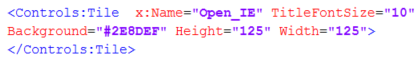 <Controls:Tile  x:Name="Open_IE" TitleFontSize="10"
Background="#2E8DEF" Height="125" Width="125">
</Controls:Tile>